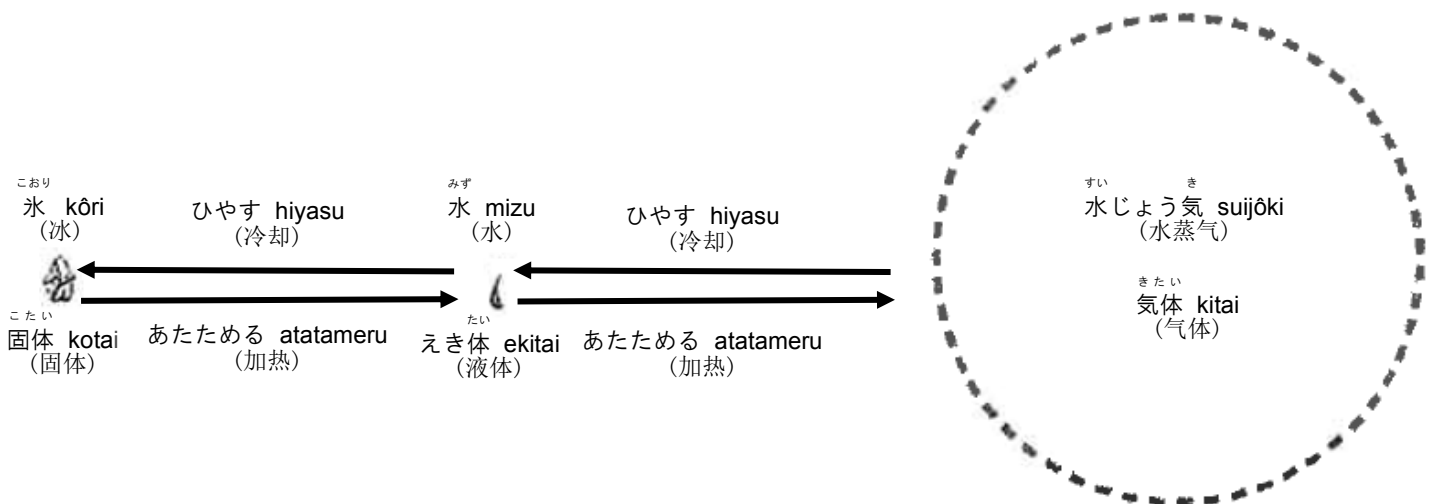 こおり
氷 kôri
(冰)
ひやす hiyasu
(冷却)
みず
水 mizu
(水)
ひやす hiyasu
(冷却)
すい き
水じょう気 suijôki
(水蒸气)
こたい
固体 kotai
(固体)
あたためる atatameru
(加热)
たい
えき体 ekitai
(液体)
あたためる atatameru
(加热)
きたい
気体 kitai
(气体)